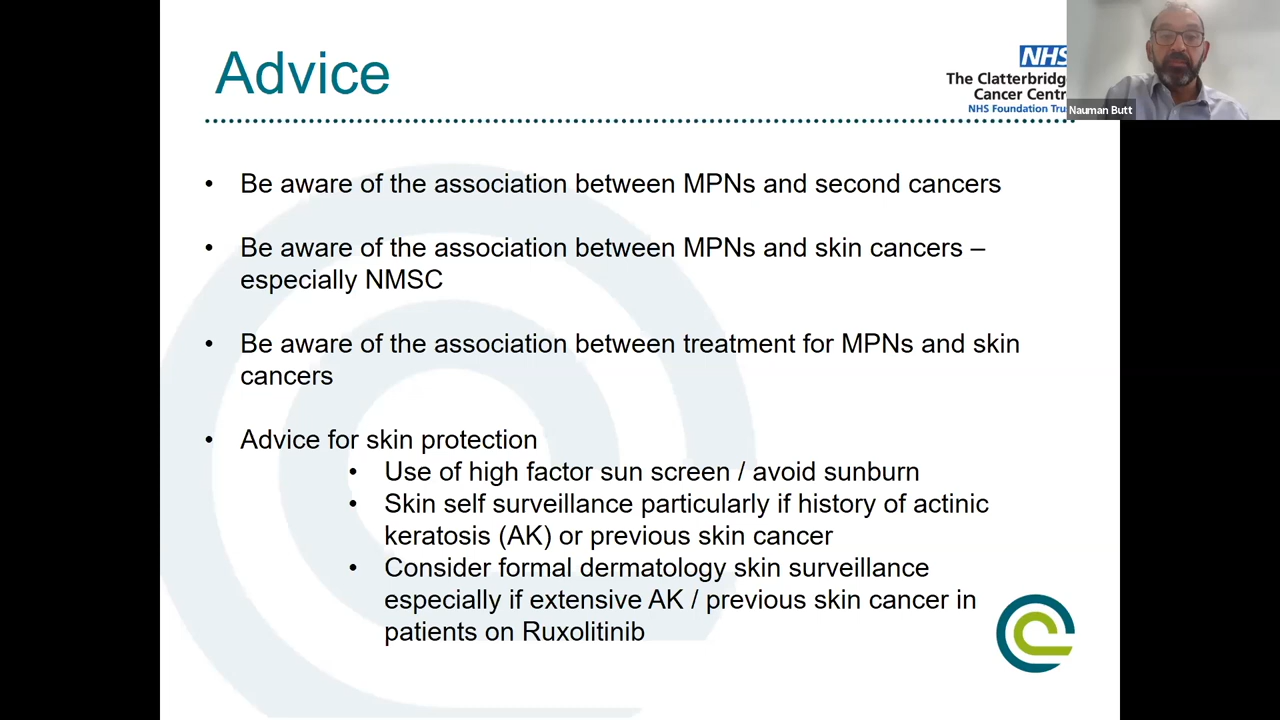 Advice
NHS
The Clatterbridge
Cancer Centr
NHS Foundation Tru
Nauman Butt
• Be aware of the association between MPNs and second cancers
• Be aware of the association between MPNs and skin cancers –
especially NMSC
• Be aware of the association between treatment for MPNs and skin
cancers
• Advice for skin protection
• Use of high factor sun screen / avoid sunburn
• Skin self surveillance particularly if history of actinic
keratosis (AK) or previous skin cancer
• Consider formal dermatology skin surveillance
especially if extensive AK / previous skin cancer in
patients on Ruxolitinib